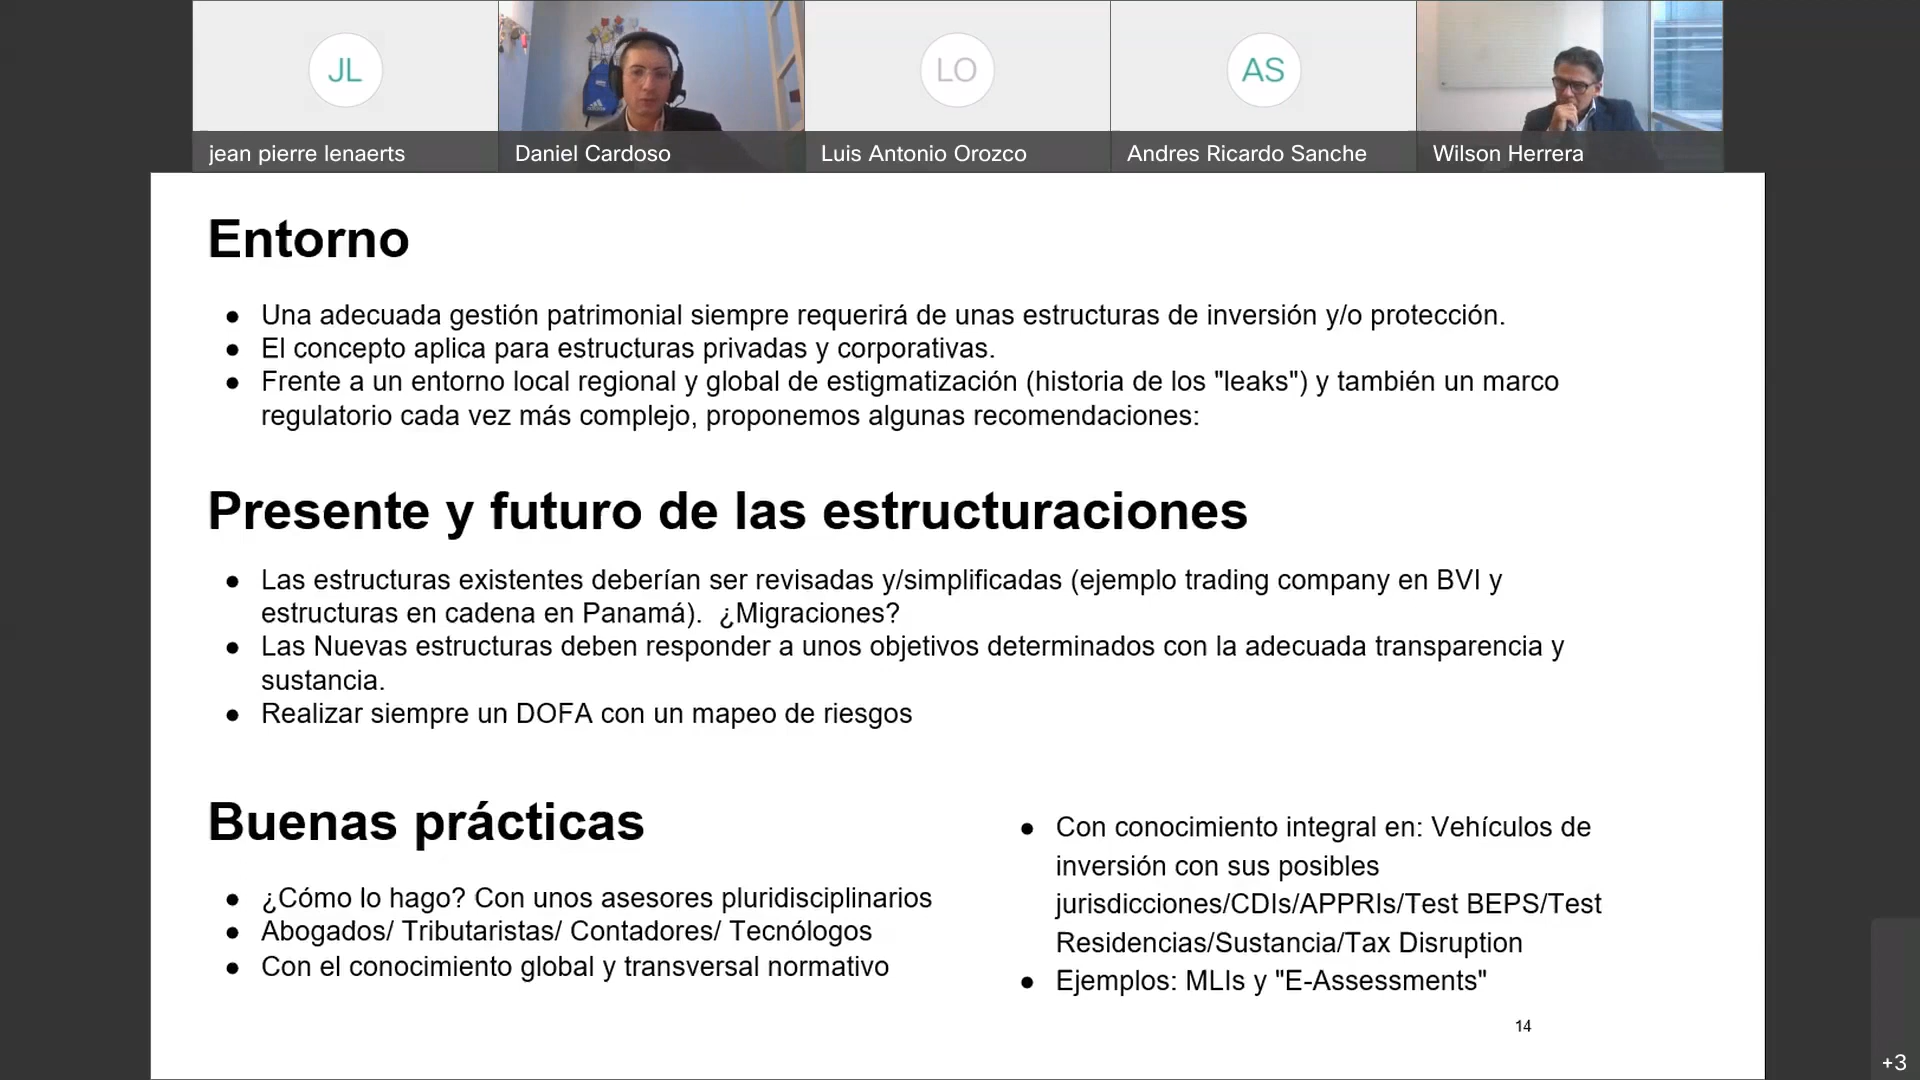 JL
LO
AS
jean pierre lenaerts
Daniel Cardoso
Luis Antonio Orozco
Andres Ricardo Sanche
Wilson Herrera
Entorno
● Una adecuada gestión patrimonial siempre requerirá de unas estructuras de inversión y/o protección.
● El concepto aplica para estructuras privadas y corporativas.
● Frente a un entorno local regional y global de estigmatización (historia de los "leaks") y también un marco
regulatorio cada vez más complejo, proponemos algunas recomendaciones:
Presente y futuro de las estructuraciones
● Las estructuras existentes deberían ser revisadas y/simplificadas (ejemplo trading company en BVI y
estructuras en cadena en Panamá). ¿Migraciones?
● Las Nuevas estructuras deben responder a unos objetivos determinados con la adecuada transparencia y
sustancia.
● Realizar siempre un DOFA con un mapeo de riesgos
Buenas prácticas
● ¿Cómo lo hago? Con unos asesores pluridisciplinarios
● Abogados/ Tributaristas/ Contadores/ Tecnólogos
● Con el conocimiento global y transversal normativo
● Con conocimiento integral en: Vehículos de
inversión con sus posibles
jurisdicciones/CDIs/APPRIs/Test BEPS/Test
Residencias/Sustancia/Tax Disruption
● Ejemplos: MLIs y "E-Assessments"
14
+3